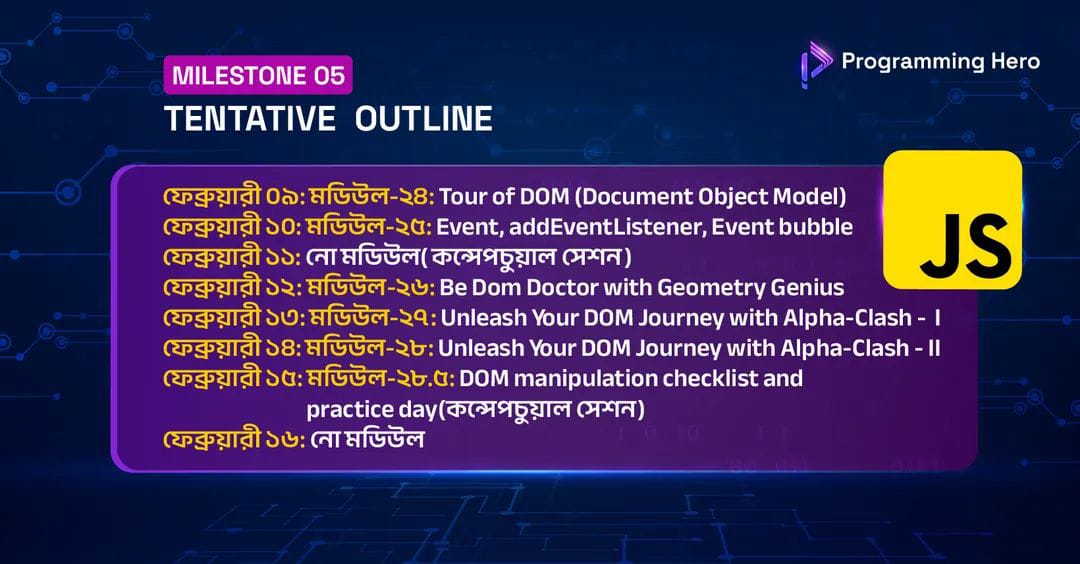 Programming Hero
MILESTONE 05
TENTATIVE OUTLINE
JS
ফেব্রুয়ারী ০৯: মডিউল-২৪: Tour of DOM (Document Object Model)
ফেব্রুয়ারী ১০: মডিউল-২৫: Event, addEventListener, Event bubble
ফেব্রুয়ারী ১১: নো মডিউল( কন্সেপচুয়াল সেশন )
ফেব্রুয়ারী ১২: মডিউল-২৬: Be Dom Doctor with Geometry Genius
ফেব্রুয়ারী ১৩: মডিউল-২৭: Unleash Your DOM Journey with Alpha-Clash - I
ফেব্রুয়ারী ১৪: মডিউল-২৮: Unleash Your DOM Journey with Alpha-Clash - II
ফেব্রুয়ারী ১৫: মডিউল-২৮.৫: DOM manipulation checklist and
practice day(কন্সেপচুয়াল সেশন)
ফেব্রুয়ারী ১৬: নো মডিউল